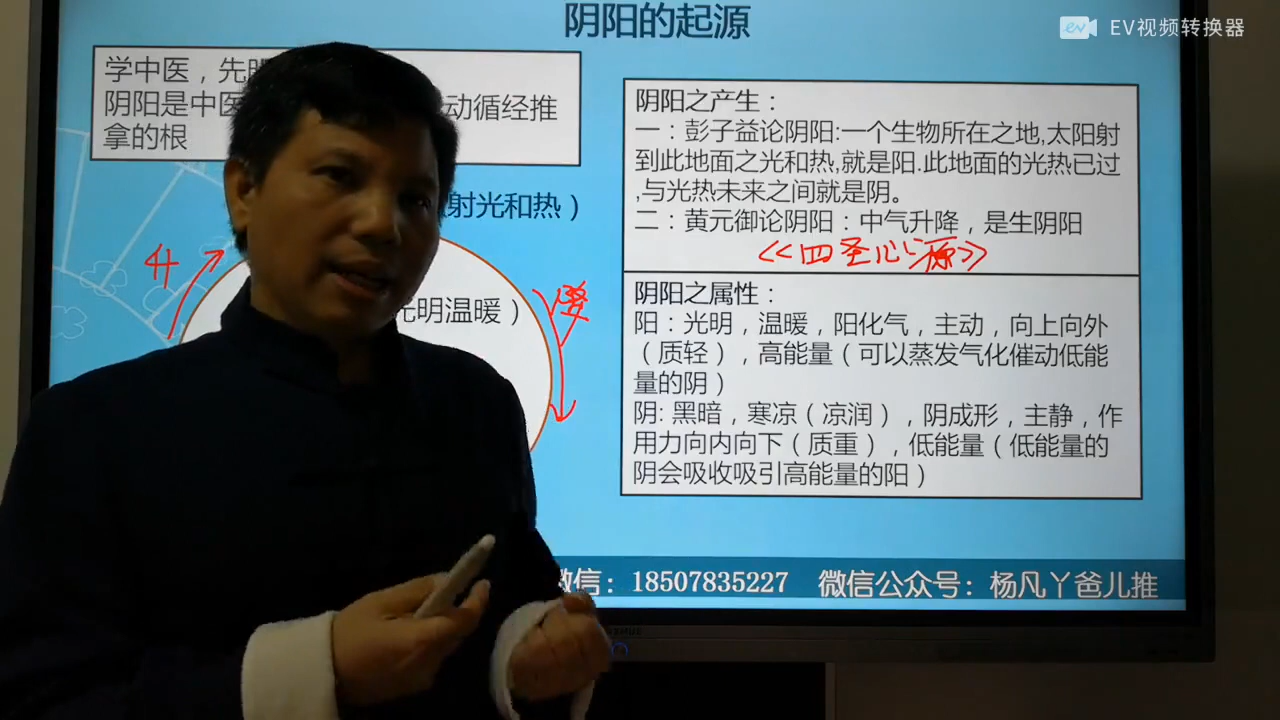 阴阳的起源
EV视频转换器
学中医，先
阴阳是中医
动循经推
拿的根
射光和热）
升
光明温暖）
阴阳之产生：
一：彭子益论阴阳:一个生物所在之地,太阳射
到此地面之光和热,就是阳.此地面的光热已过
,与光热未来之间就是阴。
二：黄元御论阴阳：中气升降，是生阴阳
<<四圣心源>>
阴阳之属性：
阳：光明，温暖，阳化气，主动，向上向外
（质轻），高能量（可以蒸发气化催动低能
量的阴）
阴: 黑暗，寒凉（凉润），阴成形，主静，作
用力向内向下（质重），低能量（低能量的
阴会吸收吸引高能量的阳）
微信：18507835227 微信公众号：杨凡丫爸儿推